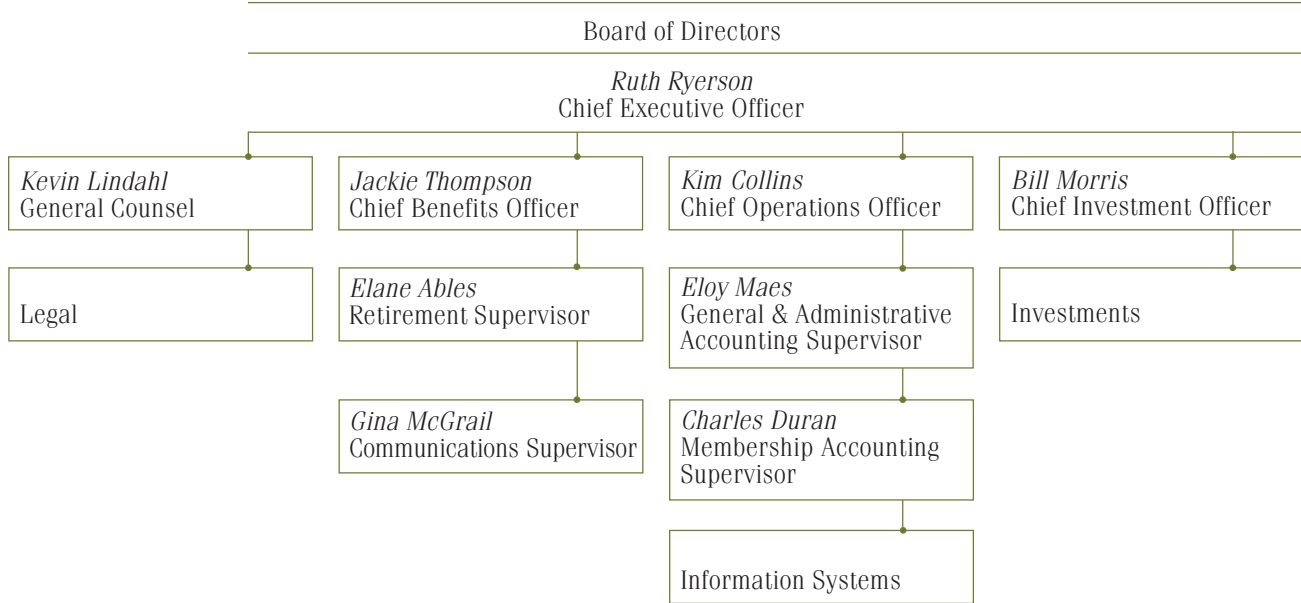 Board of Directors
Ruth Ryerson
Chief Executive Officer
Kevin Lindahl
General Counsel
Jackie Thompson
Chief Benefits Officer
Kim Collins
Chief Operations Officer
Bill Morris
Chief Investment Officer
Legal
Elane Ables
Retirement Supervisor
Eloy Maes
General & Administrative
Accounting Supervisor
Investments
Gina McGrail
Communications Supervisor
Charles Duran
Membership Accounting
Supervisor
Information Systems